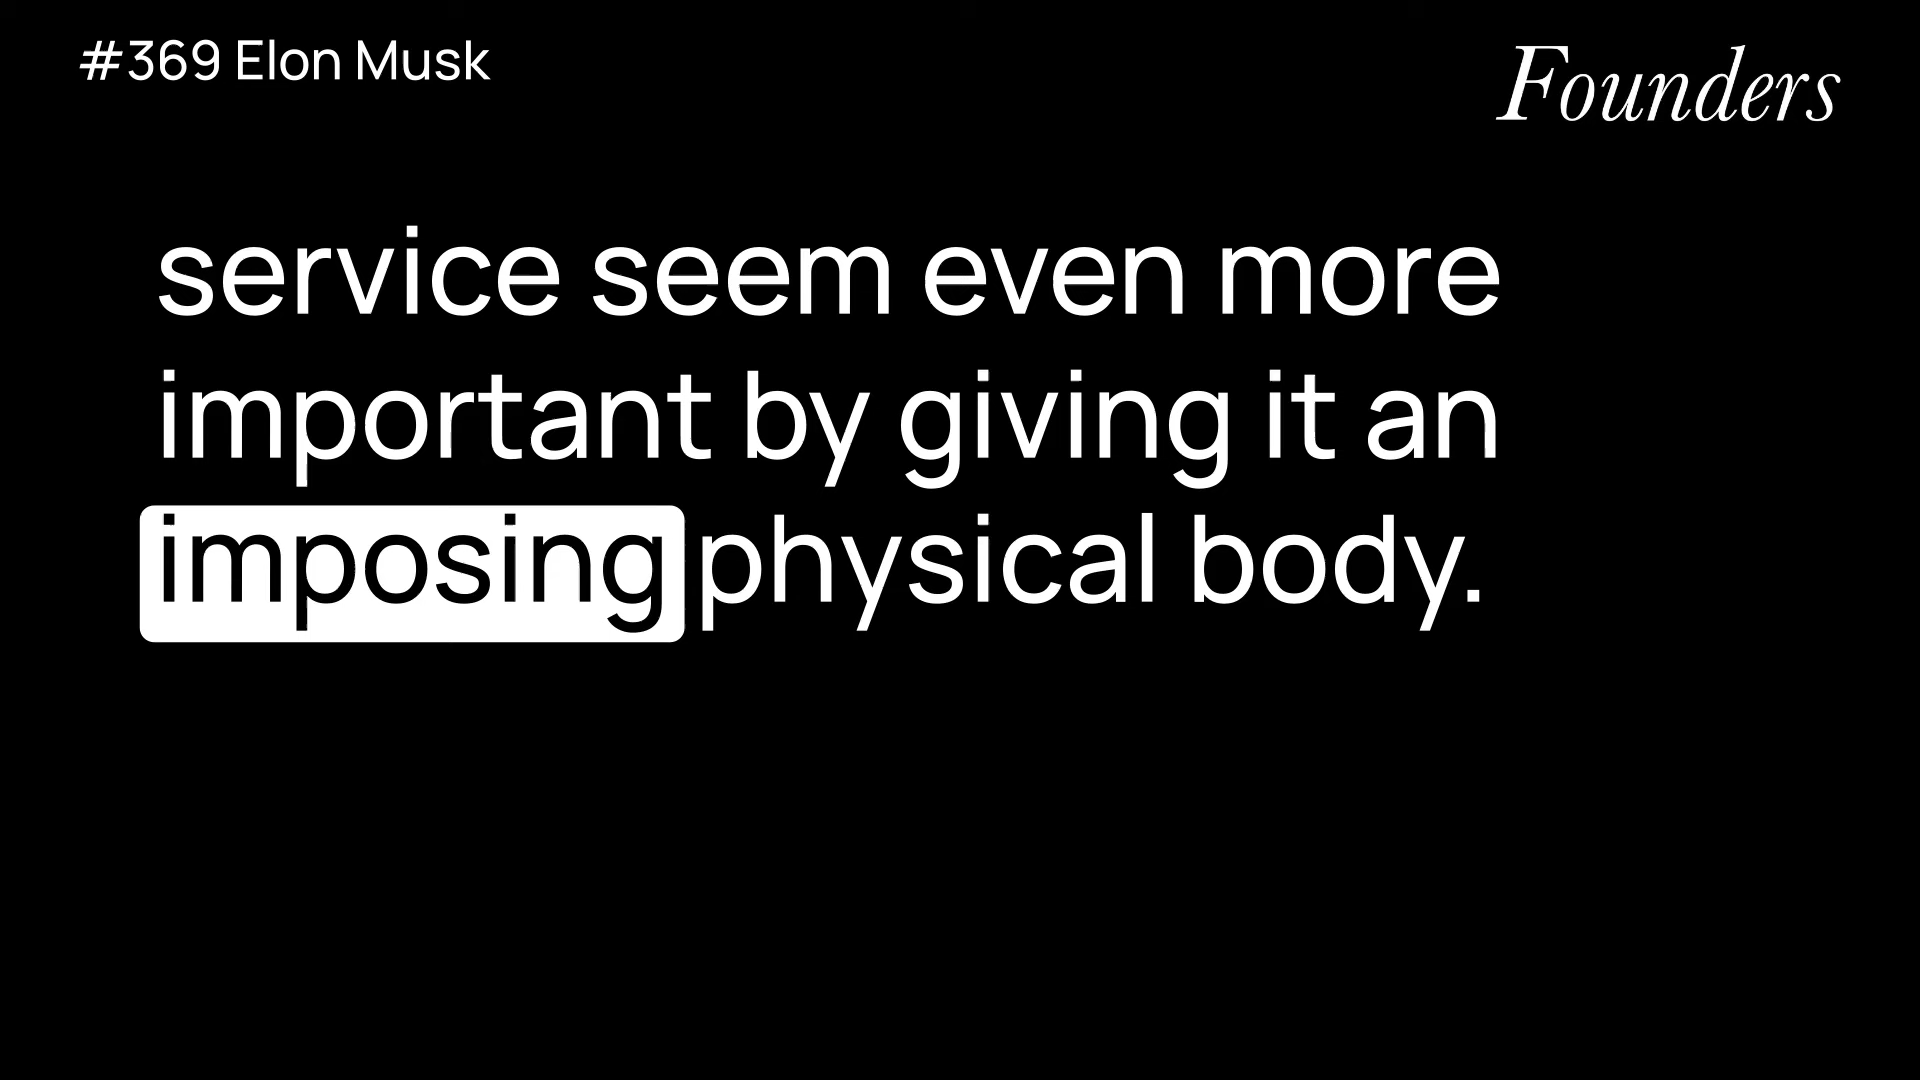 #369 Elon Musk
Founders
service seem even more
important by giving it an
imposing physical body.